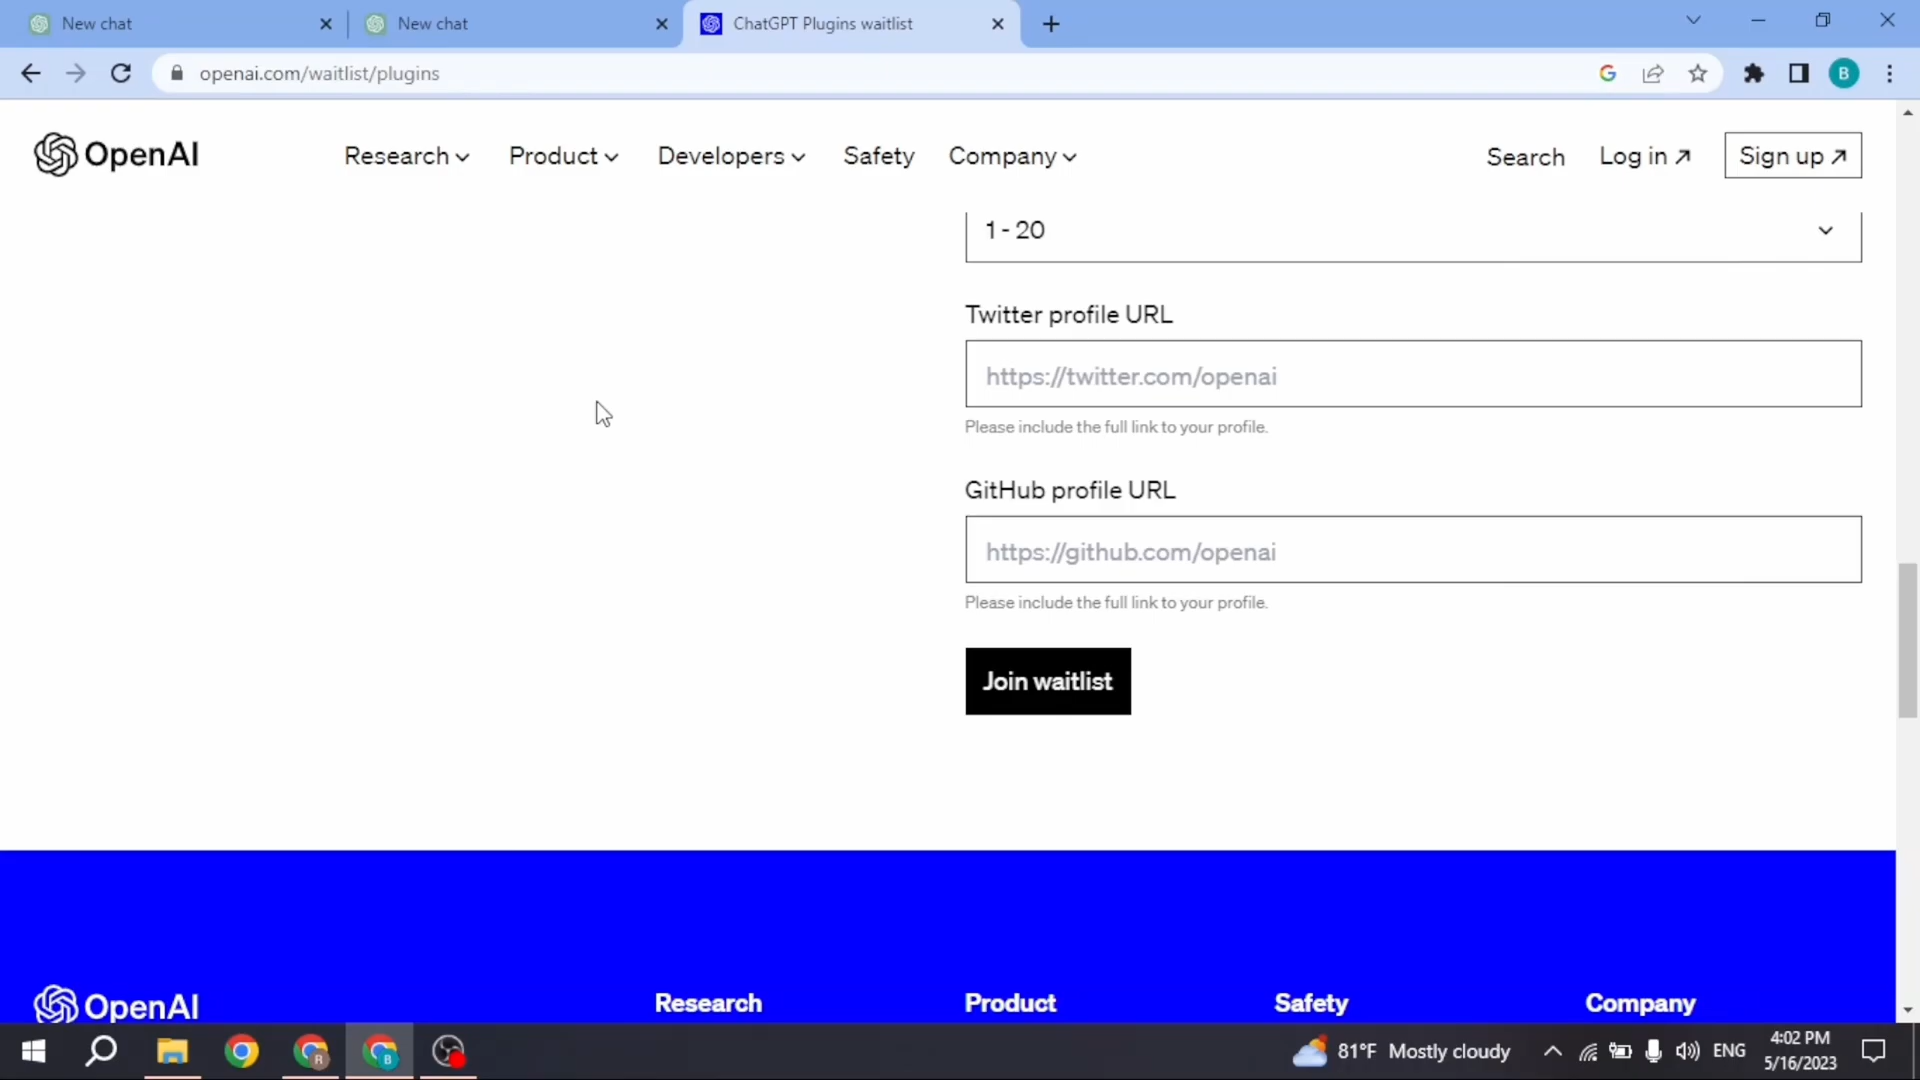 New chat
New chat
ChatGPT Plugins waitlist
openai.com/waitlist/plugins
B
OpenAI
Research
Product
Developers
Safety
Company
Search
Log in ↗
Sign up ↗
1 - 20
Twitter profile URL
https://twitter.com/openai
Please include the full link to your profile.
GitHub profile URL
https://github.com/openai
Please include the full link to your profile.
Join waitlist
OpenAI
Research
Product
Safety
Company
R
B
81°F Mostly cloudy
ENG
4:02 PM
5/16/2023